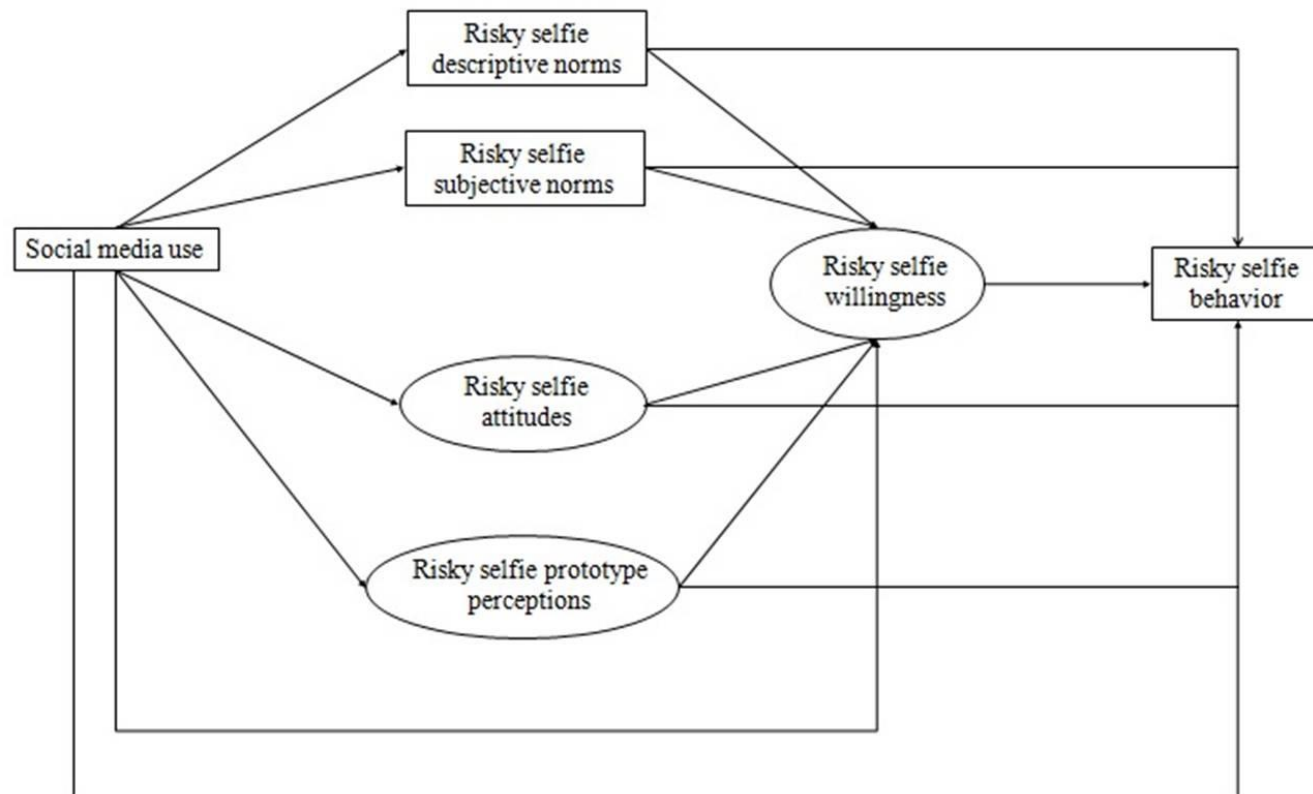 Risky selfie
descriptive norms
Risky selfie
subjective norms
Social media use
Risky selfie
willingness
Risky selfie
behavior
Risky selfie
attitudes
Risky selfie prototype
perceptions